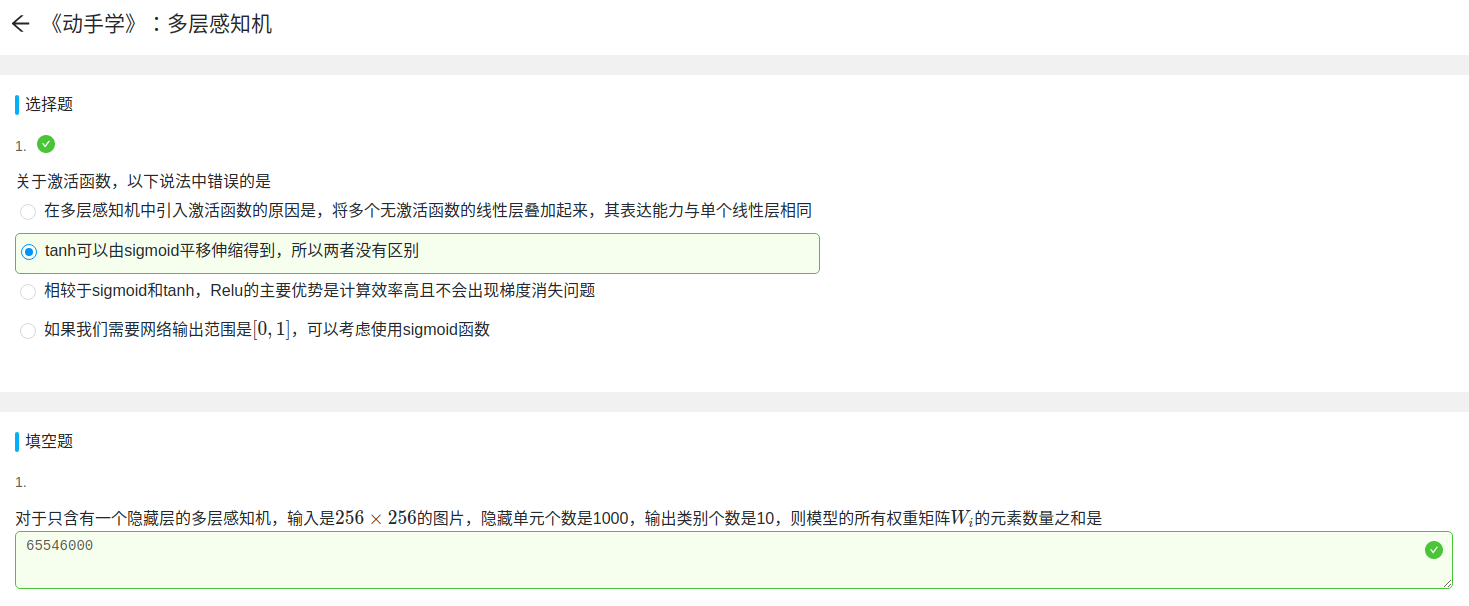 《动手学》：多层感知机
选择题
1.
关于激活函数，以下说法中错误的是
在多层感知机中引入激活函数的原因是，将多个无激活函数的线性层叠加起来，其表达能力与单个线性层相同
tanh可以由sigmoid平移伸缩得到，所以两者没有区别
相较于sigmoid和tanh，Relu的主要优势是计算效率高且不会出现梯度消失问题
如果我们需要网络输出范围是[0, 1]，可以考虑使用sigmoid函数
填空题
1.
对于只含有一个隐藏层的多层感知机，输入是256 × 256的图片，隐藏单元个数是1000，输出类别个数是10，则模型的所有权重矩阵W_i的元素数量之和是
65546000